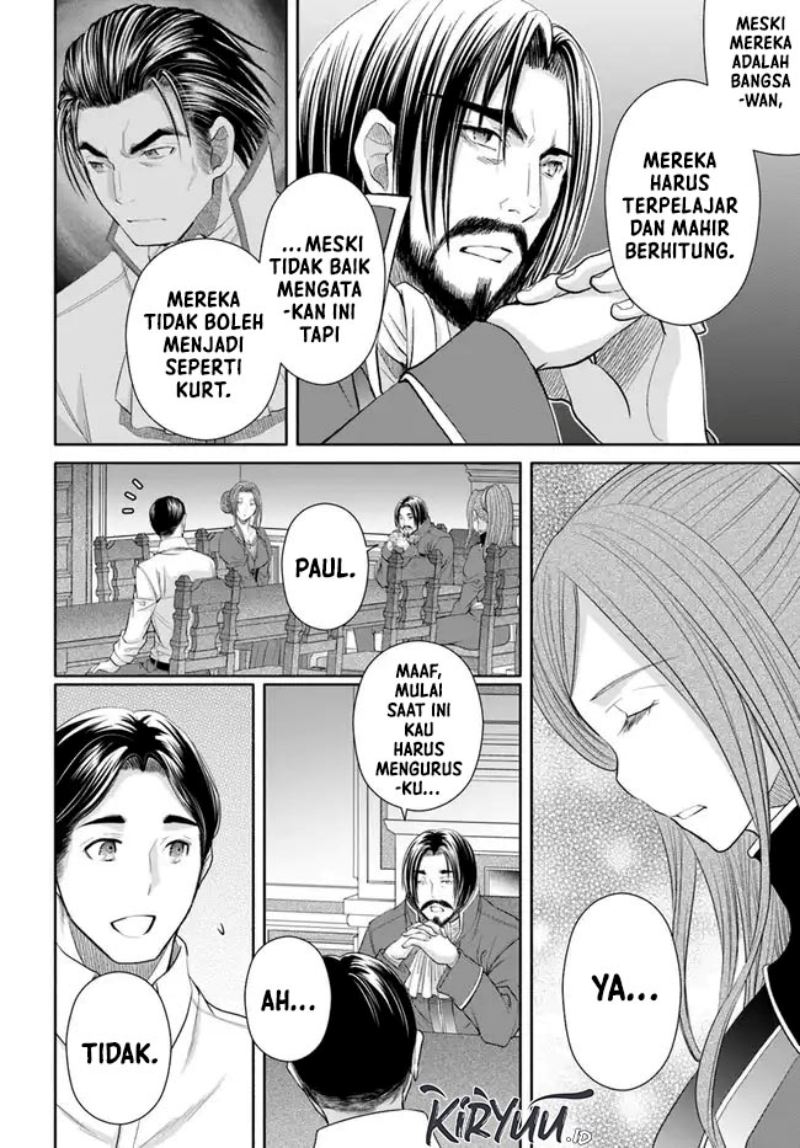 MESKI
MEREKA
ADALAH
BANGSA
-WAN,
MEREKA
HARUS
TERPELAJAR
DAN MAHIR
BERHITUNG.
...MESKI
TIDAK BAIK
MENGATA
-KAN INI
TAPI
MEREKA
TIDAK BOLEH
MENJADI
SEPERTI
KURT.
YA...
PAUL.
MAAF,
MULAI
SAAT INI
KAU
HARUS
MENGURUS
-KU...
AH...
TIDAK.
KIRYUU.ID